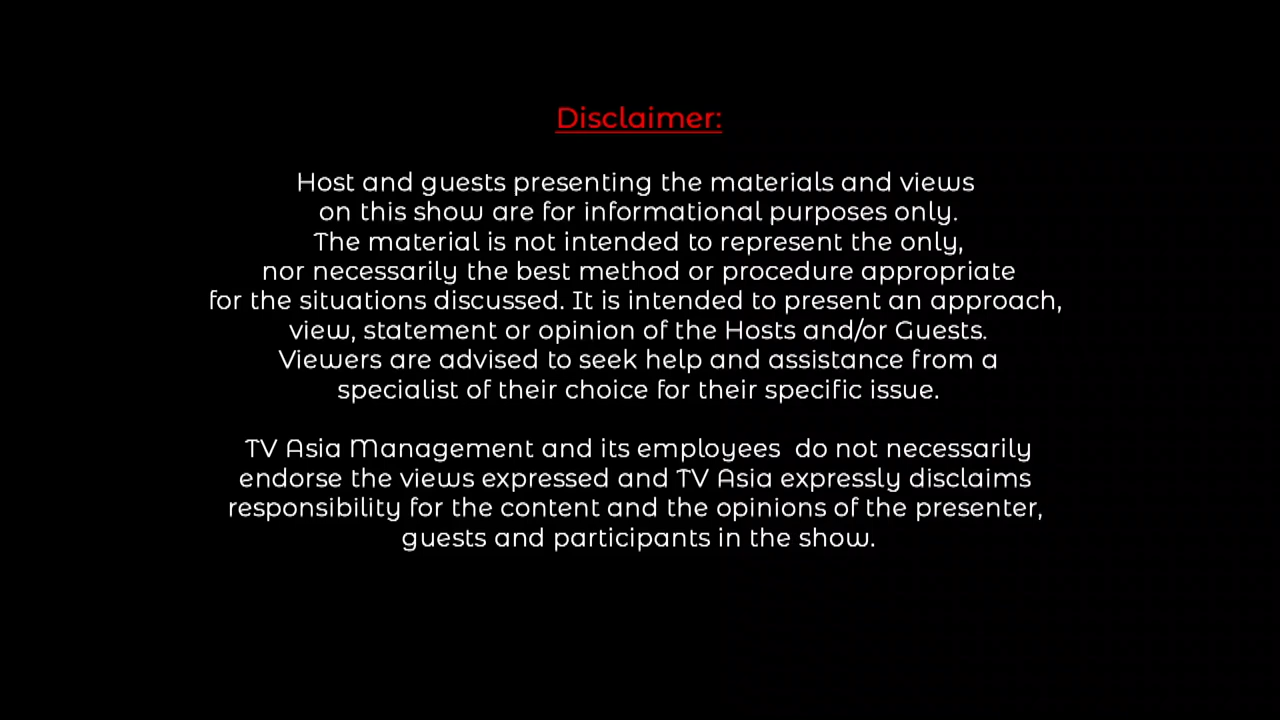 Disclaimer:
Host and guests presenting the materials and views
on this show are for informational purposes only.
The material is not intended to represent the only,
nor necessarily the best method or procedure appropriate
for the situations discussed. It is intended to present an approach,
view, statement or opinion of the Hosts and/or Guests.
Viewers are advised to seek help and assistance from a
specialist of their choice for their specific issue.
TV Asia Management and its employees  do not necessarily
endorse the views expressed and TV Asia expressly disclaims
responsibility for the content and the opinions of the presenter,
guests and participants in the show.